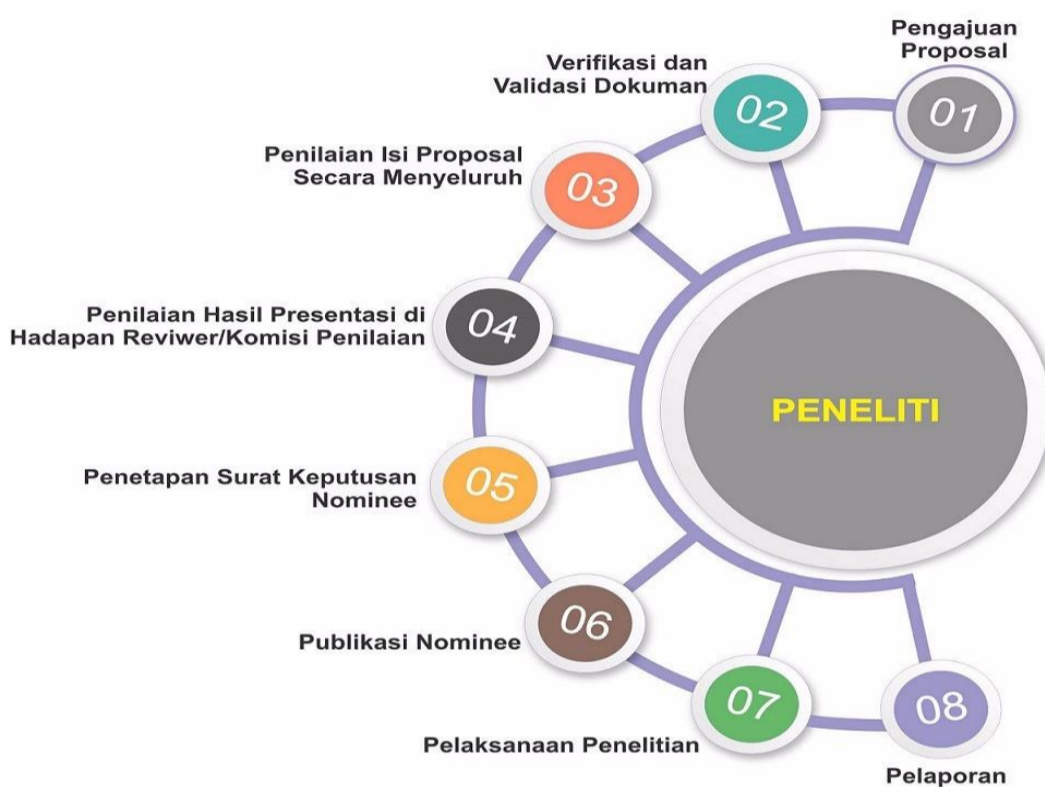 Pengajuan
Proposal
01
Verifikasi dan
Validasi Dokuman
02
Penilaian Isi Proposal
Secara Menyeluruh
03
Penilaian Hasil Presentasi di
Hadapan Reviwer/Komisi Penilaian
04
PENELITI
Penetapan Surat Keputusan
Nominee
05
Publikasi Nominee
06
Pelaksanaan Penelitian
07
08
Pelaporan